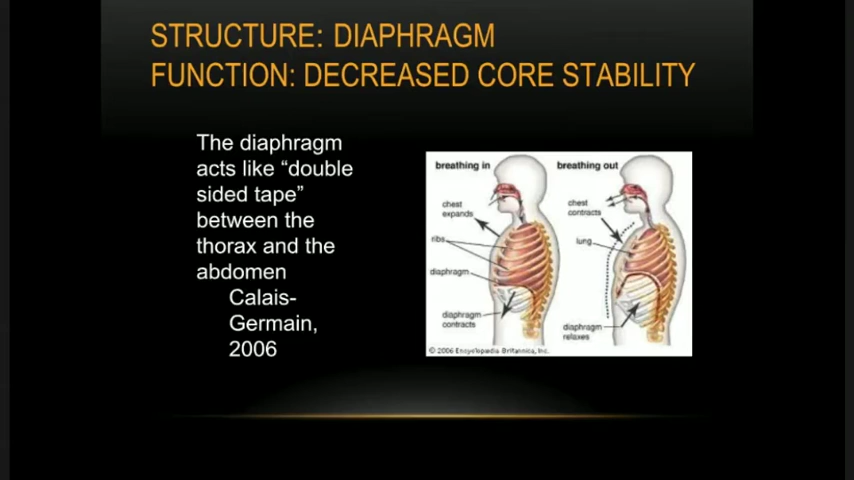 STRUCTURE: DIAPHRAGM
FUNCTION: DECREASED CORE STABILITY
The diaphragm
acts like “double
sided tape”
between the
thorax and the
abdomen
Calais-
Germain,
2006
breathing in
chest
expands
ribs
diaphragm
diaphragm
contracts
breathing out
chest
contracts
lung
diaphragm
relaxes
© 2006 Encyclopædia Britannica, Inc.